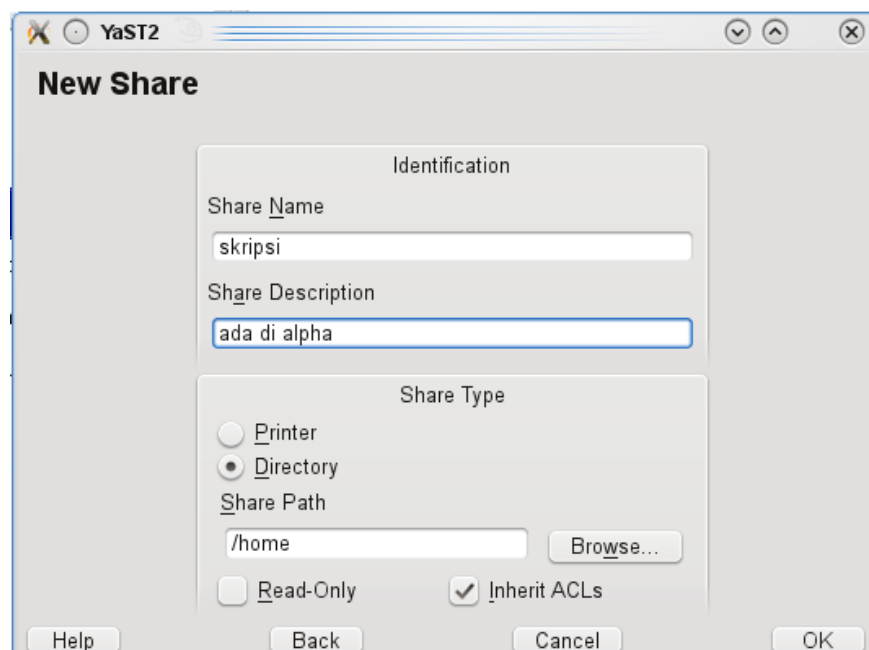 YaST2
New Share
Identification
Share Name
skripsi
Share Description
ada di alpha
Share Type
Printer
Directory
Share Path
/home
Browse...
Read-Only Inherit ACLs
Help Back Cancel OK